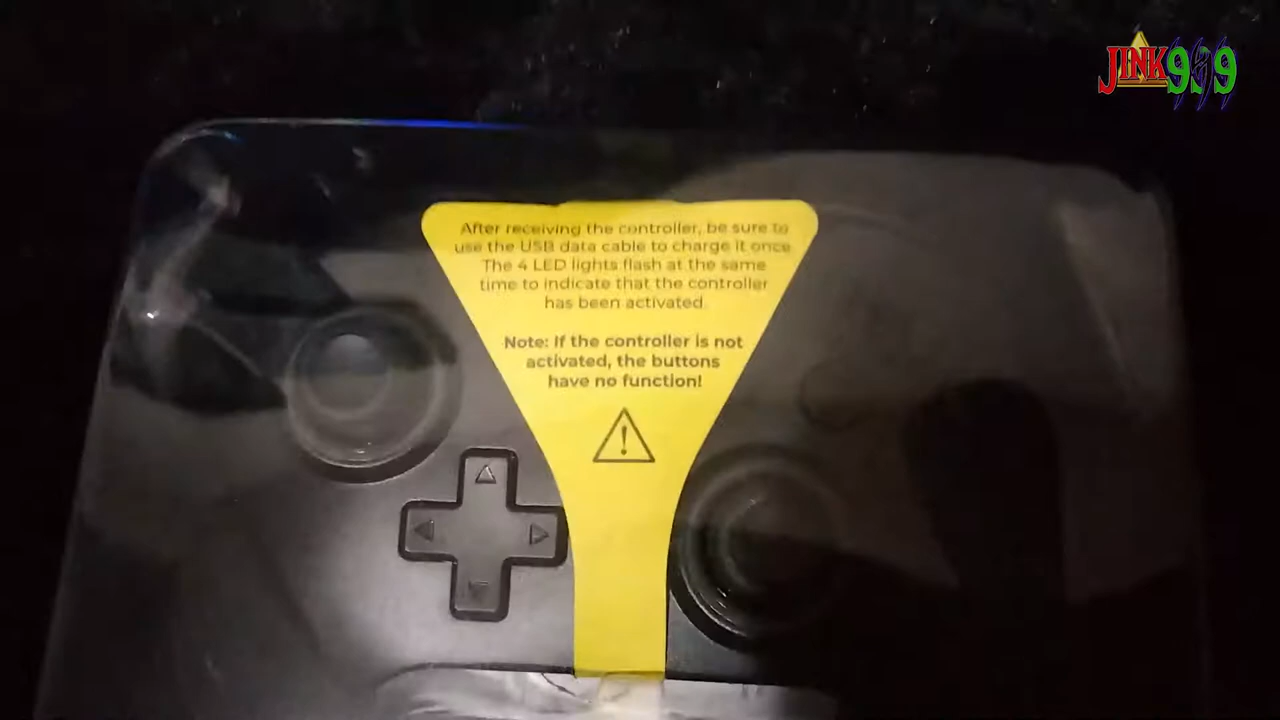 JINK999
After receiving the controller, be sure to
use the USB data cable to charge it once
The 4 LED lights flash at the same
time to indicate that the controller
has been activated.
Note: If the controller is not
activated, the buttons
have no function!